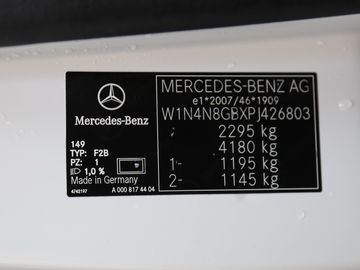 MERCEDES-BENZ AG
e1*2007/46*1909
W1N4N8GBXPJ426803
2295 kg
4180 kg
1- 1195 kg
2- 1145 kg
Mercedes-Benz
149
TYP: F2B
PZ: 1
1,0 %
Made in Germany
4742197 A 000 817 44 04